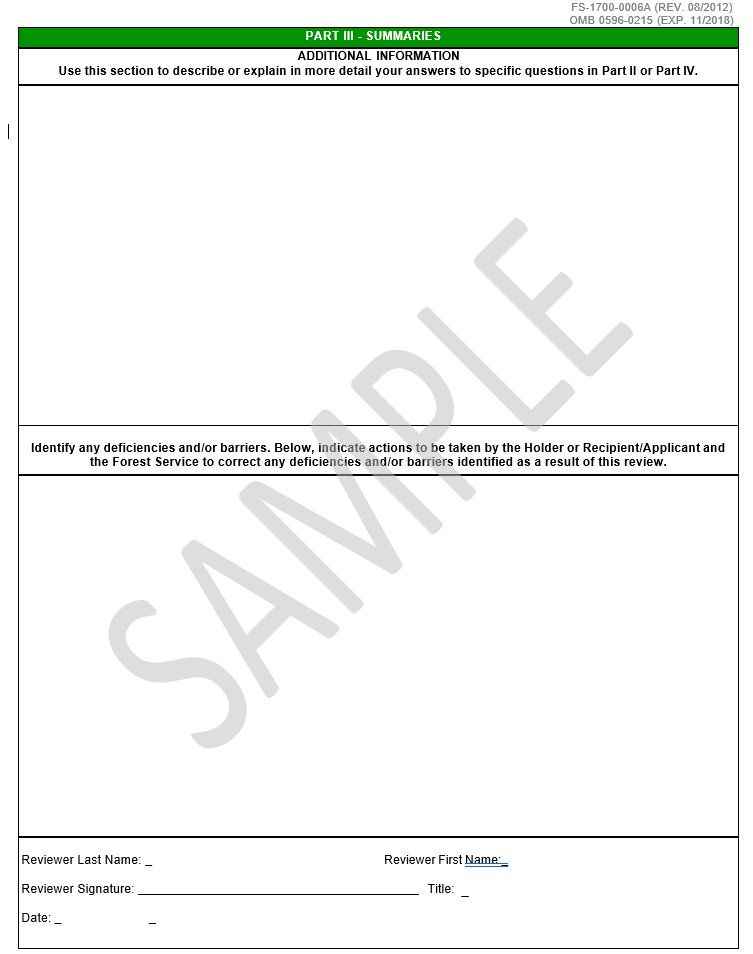 FS-1700-0006A (REV. 08/2012)
OMB 0596-0215 (EXP. 11/2018)
PART III - SUMMARIES
ADDITIONAL INFORMATION
Use this section to describe or explain in more detail your answers to specific questions in Part II or Part IV.
SAMPLE
Identify any deficiencies and/or barriers. Below, indicate actions to be taken by the Holder or Recipient/Applicant and
the Forest Service to correct any deficiencies and/or barriers identified as a result of this review.
Reviewer Last Name: _ Reviewer First Name:_
Reviewer Signature: ____ Title: _
Date: _ _